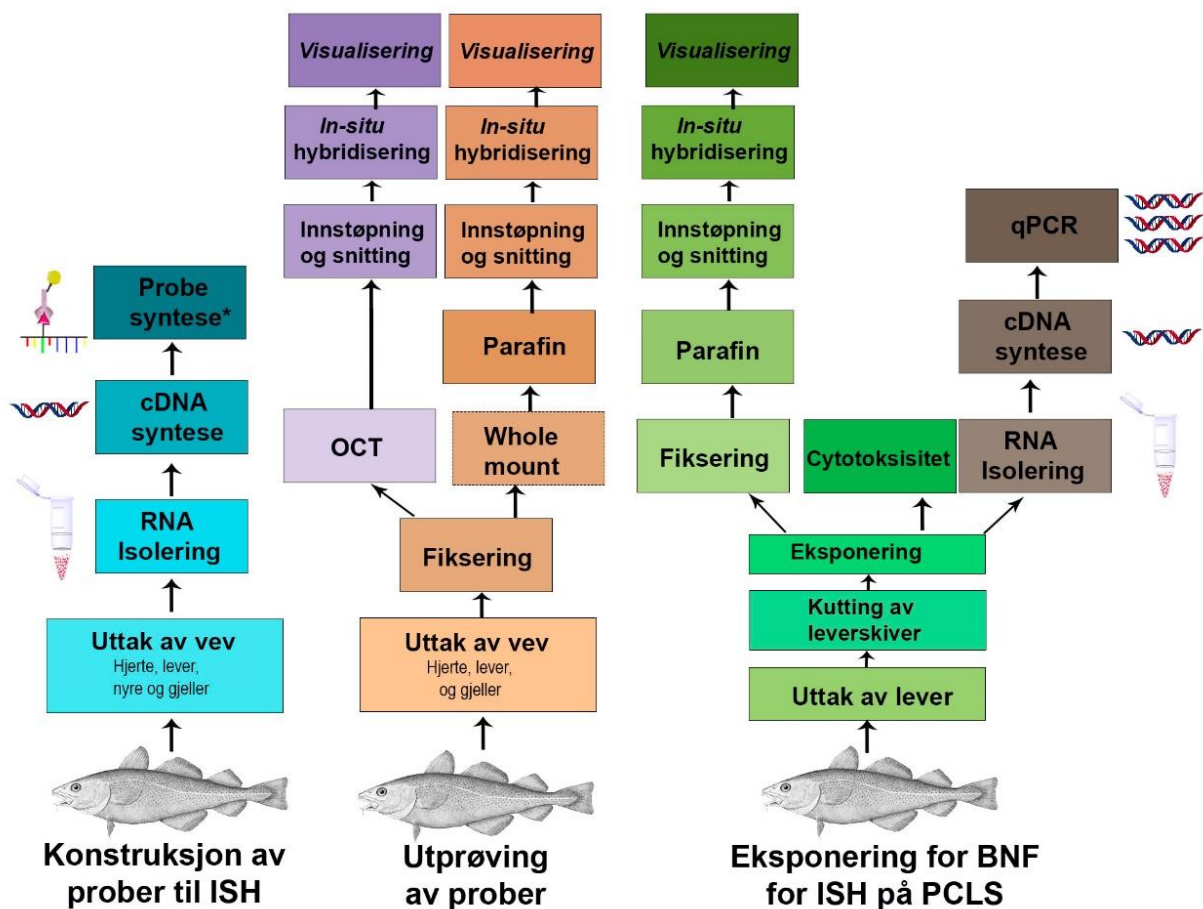 Visualisering
In-situ
hybridisering
Innstøpning
og snitting
OCT
Visualisering
In-situ
hybridisering
Innstøpning
og snitting
Parafin
Whole
mount
Fiksering
Uttak av vev
Hjerte, lever,
og gjeller
Utprøving
av prober
Probe
syntese*
cDNA
syntese
RNA
Isolering
Uttak av vev
Hjerte, lever,
nyre og gjeller
Konstruksjon av
prober til ISH
Visualisering
In-situ
hybridisering
Innstøpning
og snitting
Parafin
Fiksering
Cytotoksisitet
qPCR
cDNA
syntese
RNA
Isolering
Eksponering
Kutting av
leverskiver
Uttak av lever
Eksponering for BNF
for ISH på PCLS